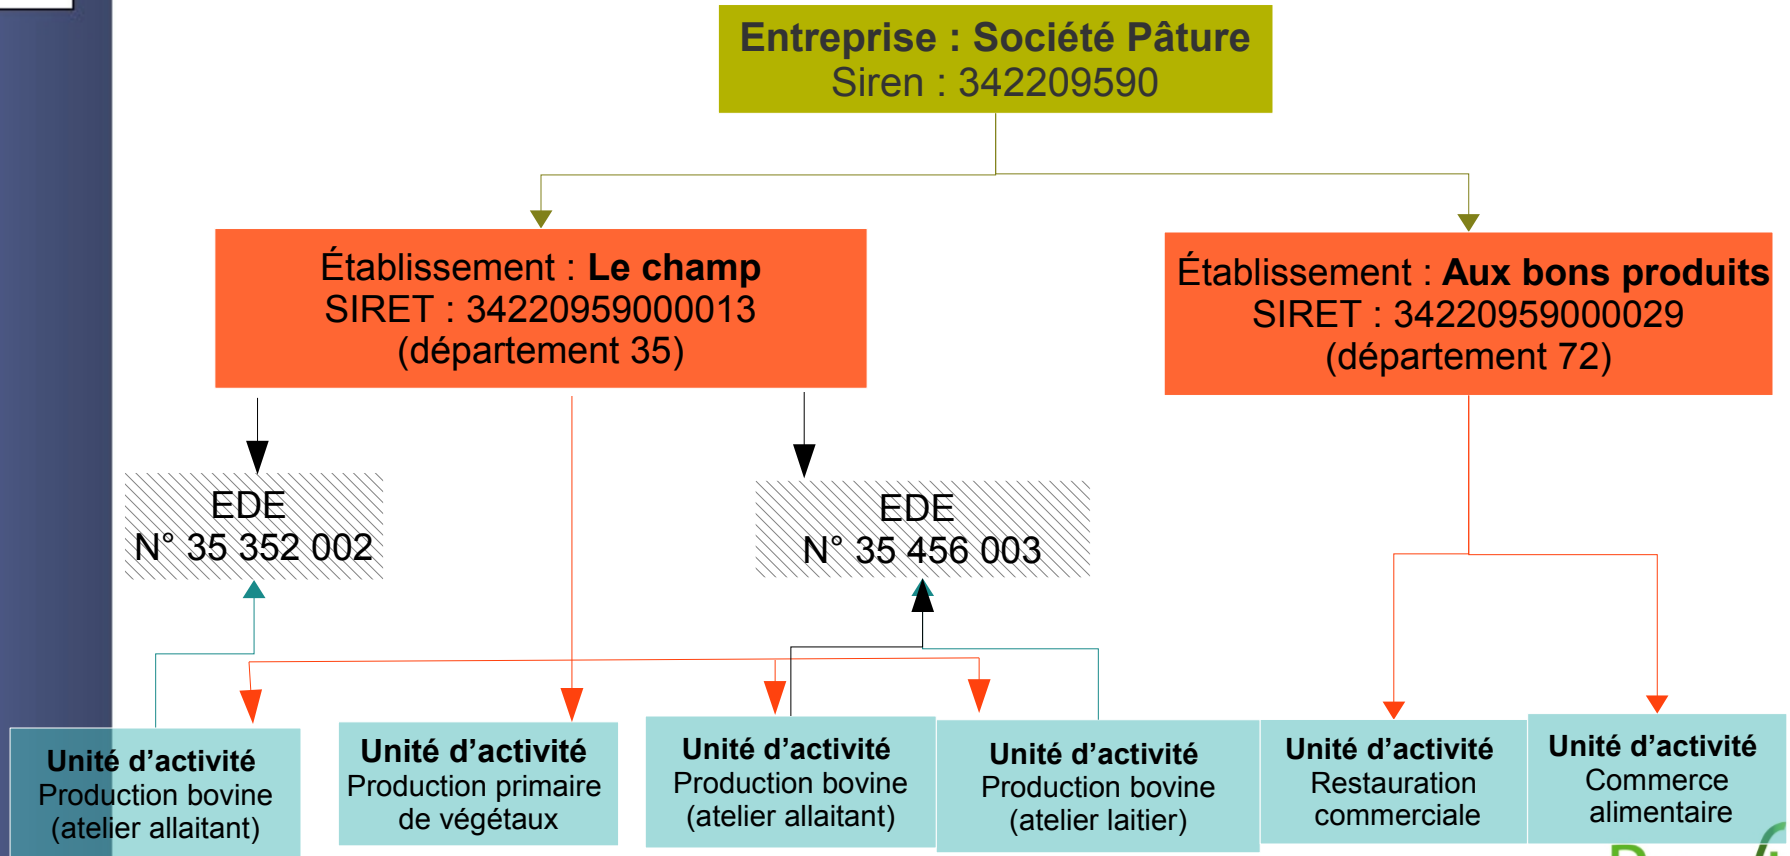 Entreprise : Société Pâture
Siren : 342209590
Établissement : Le champ
SIRET : 34220959000013
(département 35)
Établissement : Aux bons produits
SIRET : 34220959000029
(département 72)
EDE
N° 35 352 002
EDE
N° 35 456 003
Unité d’activité
Production bovine
(atelier allaitant)
Unité d’activité
Production primaire
de végétaux
Unité d’activité
Production bovine
(atelier allaitant)
Unité d’activité
Production bovine
(atelier laitier)
Unité d’activité
Restauration
commerciale
Unité d’activité
Commerce
alimentaire